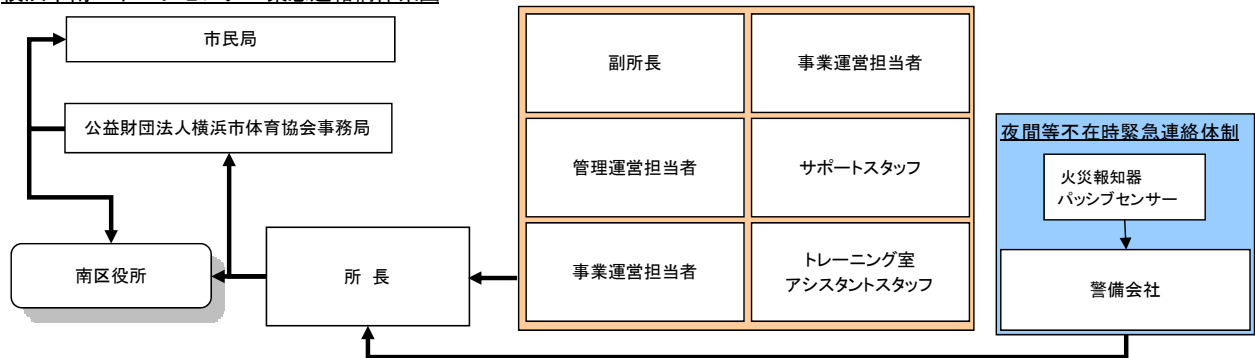 市民局
公益財団法人横浜市体育協会事務局
南区役所
所 長
副所長
事業運営担当者
管理運営担当者
サポートスタッフ
事業運営担当者
トレーニング室
アシスタントスタッフ
夜間等不在時緊急連絡体制
火災報知器
パッシブセンサー
警備会社